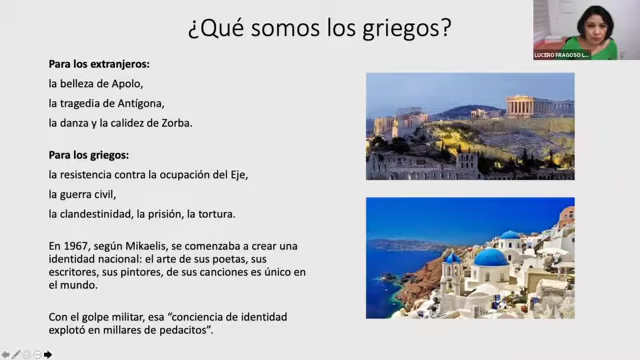 ¿Qué somos los griegos?
LUCERO FRAGOSO L...
Para los extranjeros:
la belleza de Apolo,
la tragedia de Antígona,
la danza y la calidez de Zorba.
Para los griegos:
la resistencia contra la ocupación del Eje,
la guerra civil,
la clandestinidad, la prisión, la tortura.
En 1967, según Mikaelis, se comenzaba a crear una
identidad nacional: el arte de sus poetas, sus
escritores, sus pintores, de sus canciones es único en
el mundo.
Con el golpe militar, esa “conciencia de identidad
explotó en millares de pedacitos”.